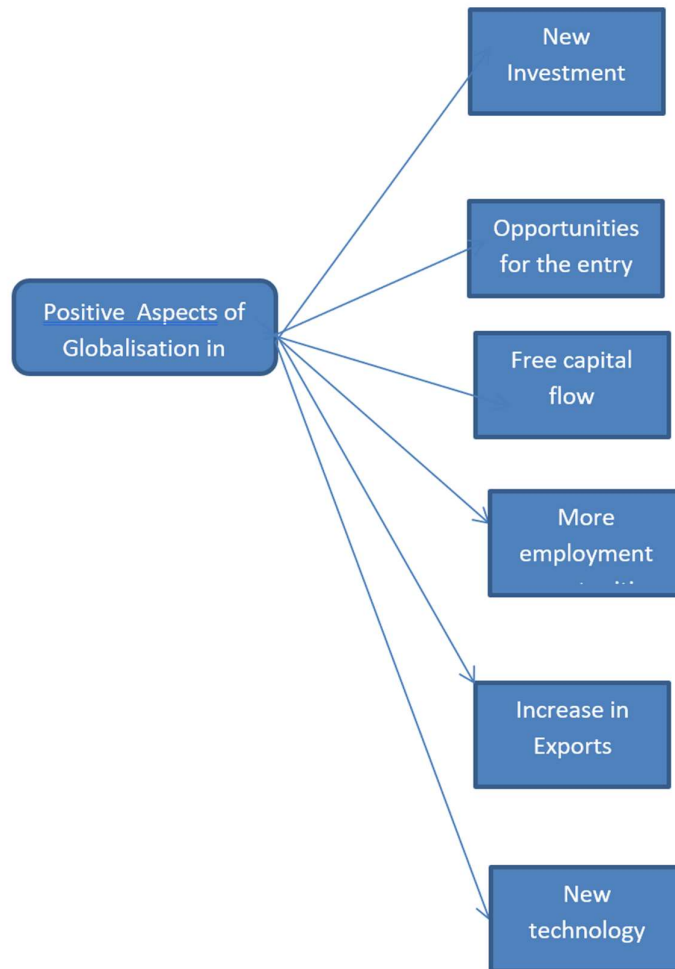 New
Investment
Opportunities
for the entry
Positive Aspects of
Globalisation in
Free capital
flow
More
employment
Increase in
Exports
New
technology